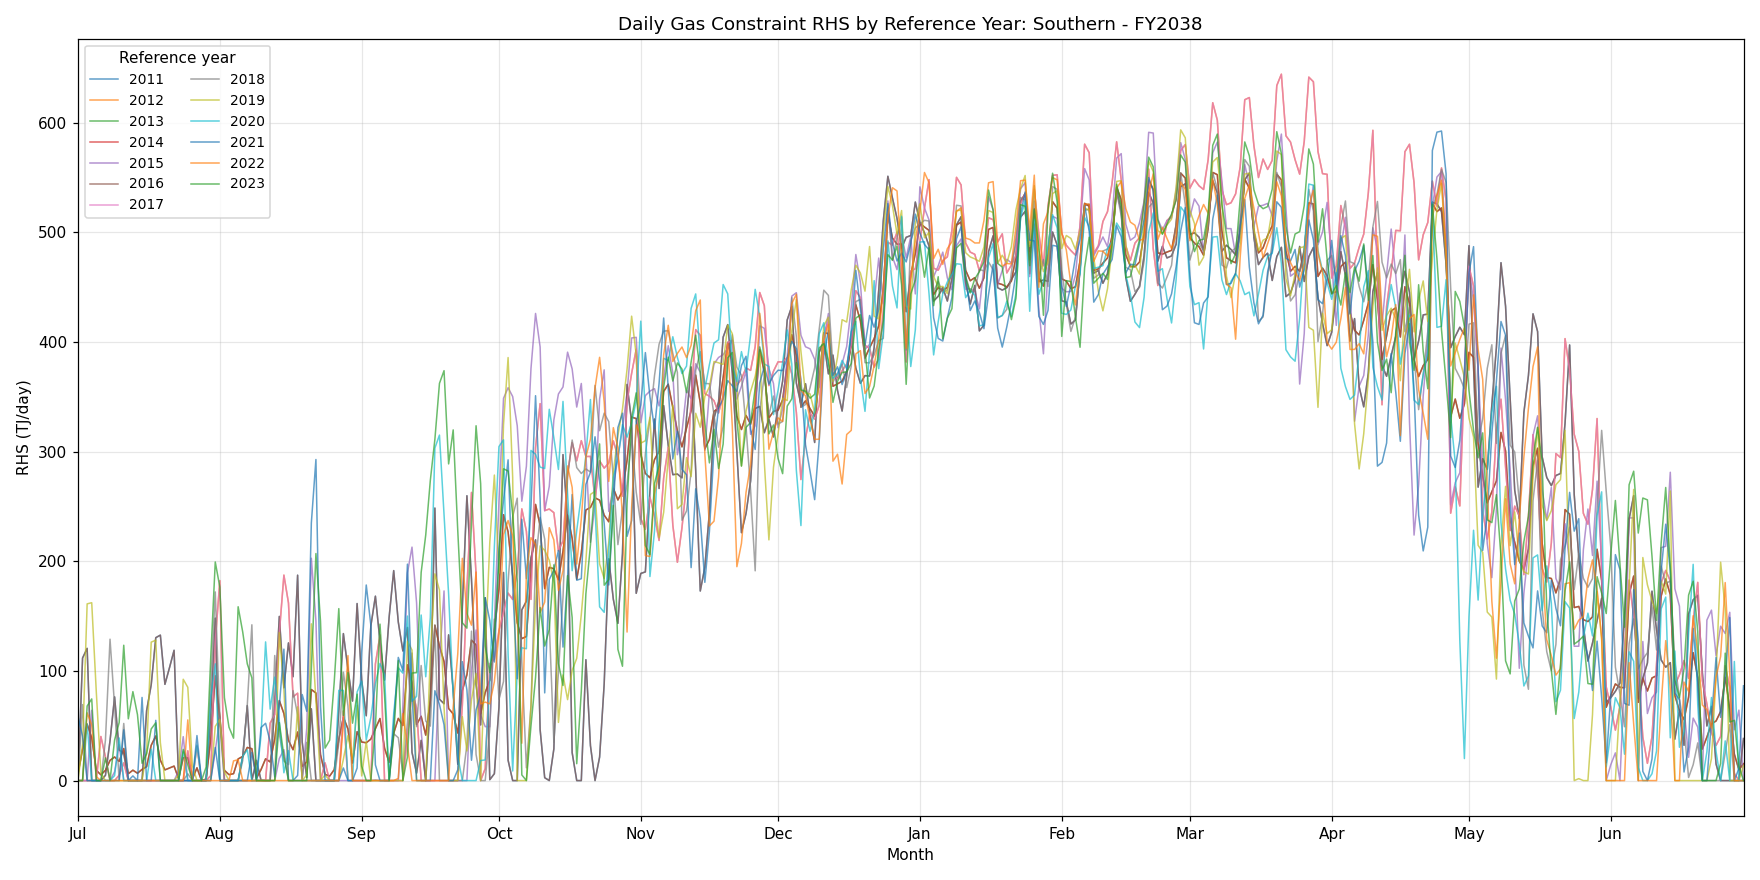 Daily Gas Constraint RHS by Reference Year: Southern - FY2038
Reference year
2011 2018
2012 2019
2013 2020
2014 2021
2015 2022
2016 2023
2017
RHS (TJ/day)
600
500
400
300
200
100
0
Jul Aug Sep Oct Nov Dec Jan Feb Mar Apr May Jun
Month